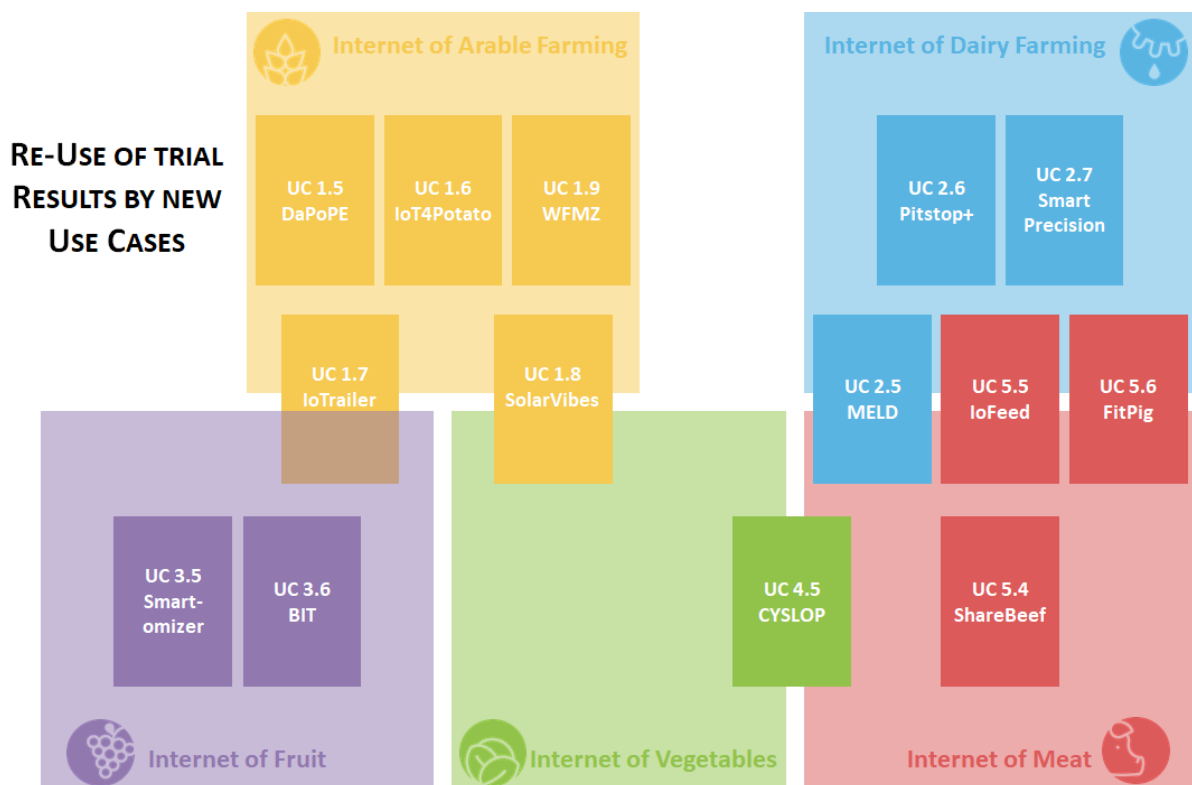 Internet of Arable Farming
Internet of Dairy Farming
RE-USE OF TRIAL
RESULTS BY NEW
USE CASES
UC 1.5
DaPoPE
UC 1.6
IoT4Potato
UC 1.9
WFMZ
UC 2.6
Pitstop+
UC 2.7
Smart
Precision
UC 1.7
IoTrailer
UC 1.8
SolarVibes
UC 2.5
MELD
UC 5.5
IoFeed
UC 5.6
FitPig
UC 3.5
Smart-
omizer
UC 3.6
BIT
UC 4.5
CYSLOP
UC 5.4
ShareBeef
Internet of Fruit
Internet of Vegetables
Internet of Meat